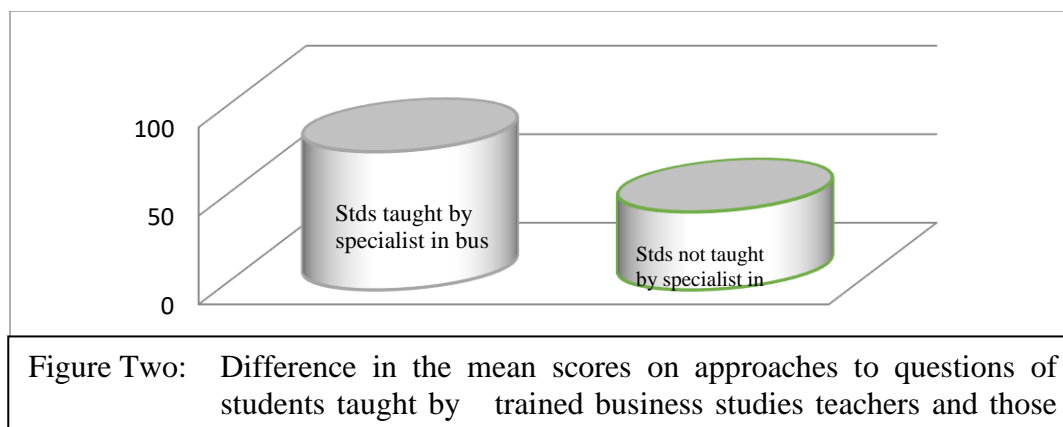 100
50
0
Stds taught by
specialist in bus
Stds not taught
by specialist in
Figure Two: Difference in the mean scores on approaches to questions of
students taught by trained business studies teachers and those